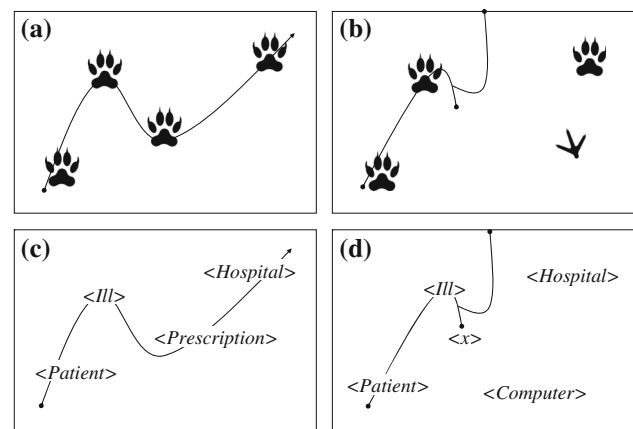 (a)
(b)
(c)
<Hospital>
<Ill>
<Prescription>
<Patient>
(d)
<Hospital>
<Ill>
<x>
<Patient>
<Computer>